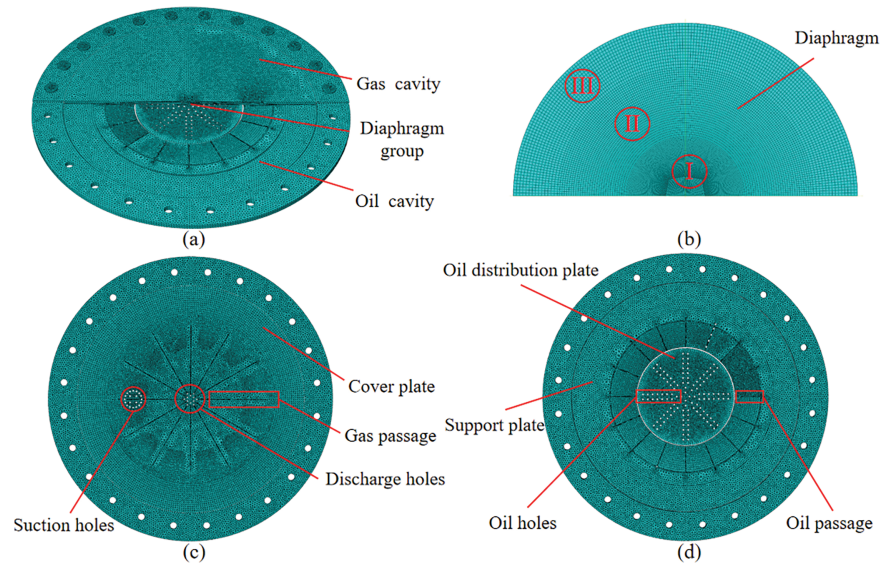 Gas cavity
Diaphragm
group
Oil cavity
(a)
Diaphragm
III
II
I
(b)
Cover plate
Gas passage
Discharge holes
Suction holes
(c)
Oil distribution plate
Support plate
Oil holes
Oil passage
(d)